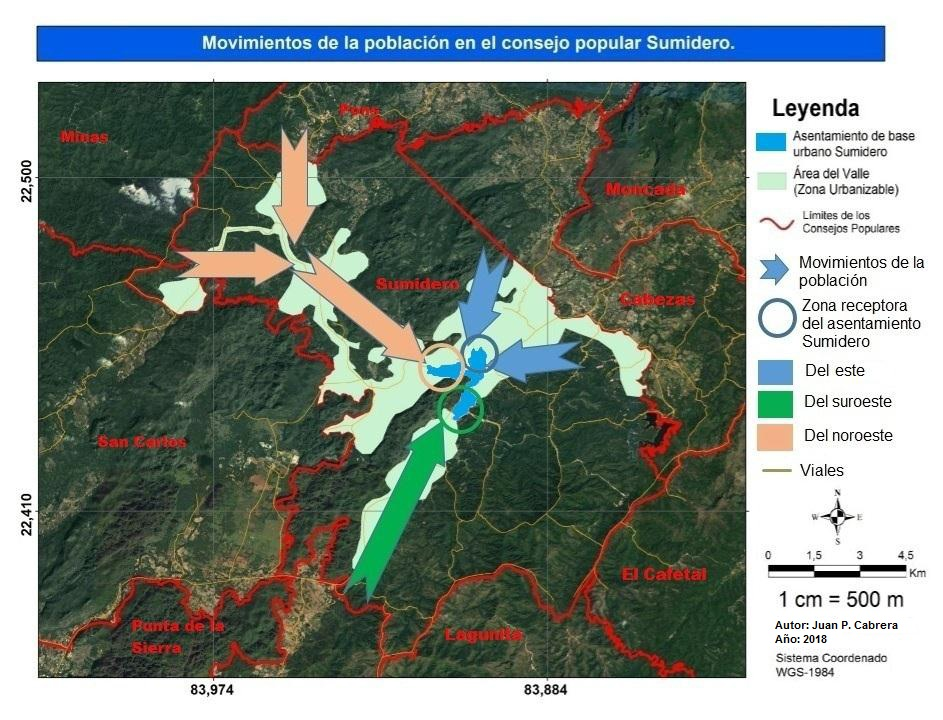 Movimientos de la población en el consejo popular Sumidero.
Pons
Minas
22,500
Moncada
Sumidero
Cabezas
San Carlos
22,410
El Cafetal
Punta de la
Sierra
Lagunita
83,974
83,884
Leyenda
Asentamiento de base
urbano Sumidero
Área del Valle
(Zona Urbanizable)
Límites de los
Consejos Populares
Movimientos de la
población
Zona receptora
del asentamiento
Sumidero
Del este
Del suroeste
Del noroeste
Viales
N
W
E
S
0 1,5 3 4,5
Km
1 cm = 500 m
Autor: Juan P. Cabrera
Año: 2018
Sistema Coordenado
WGS-1984